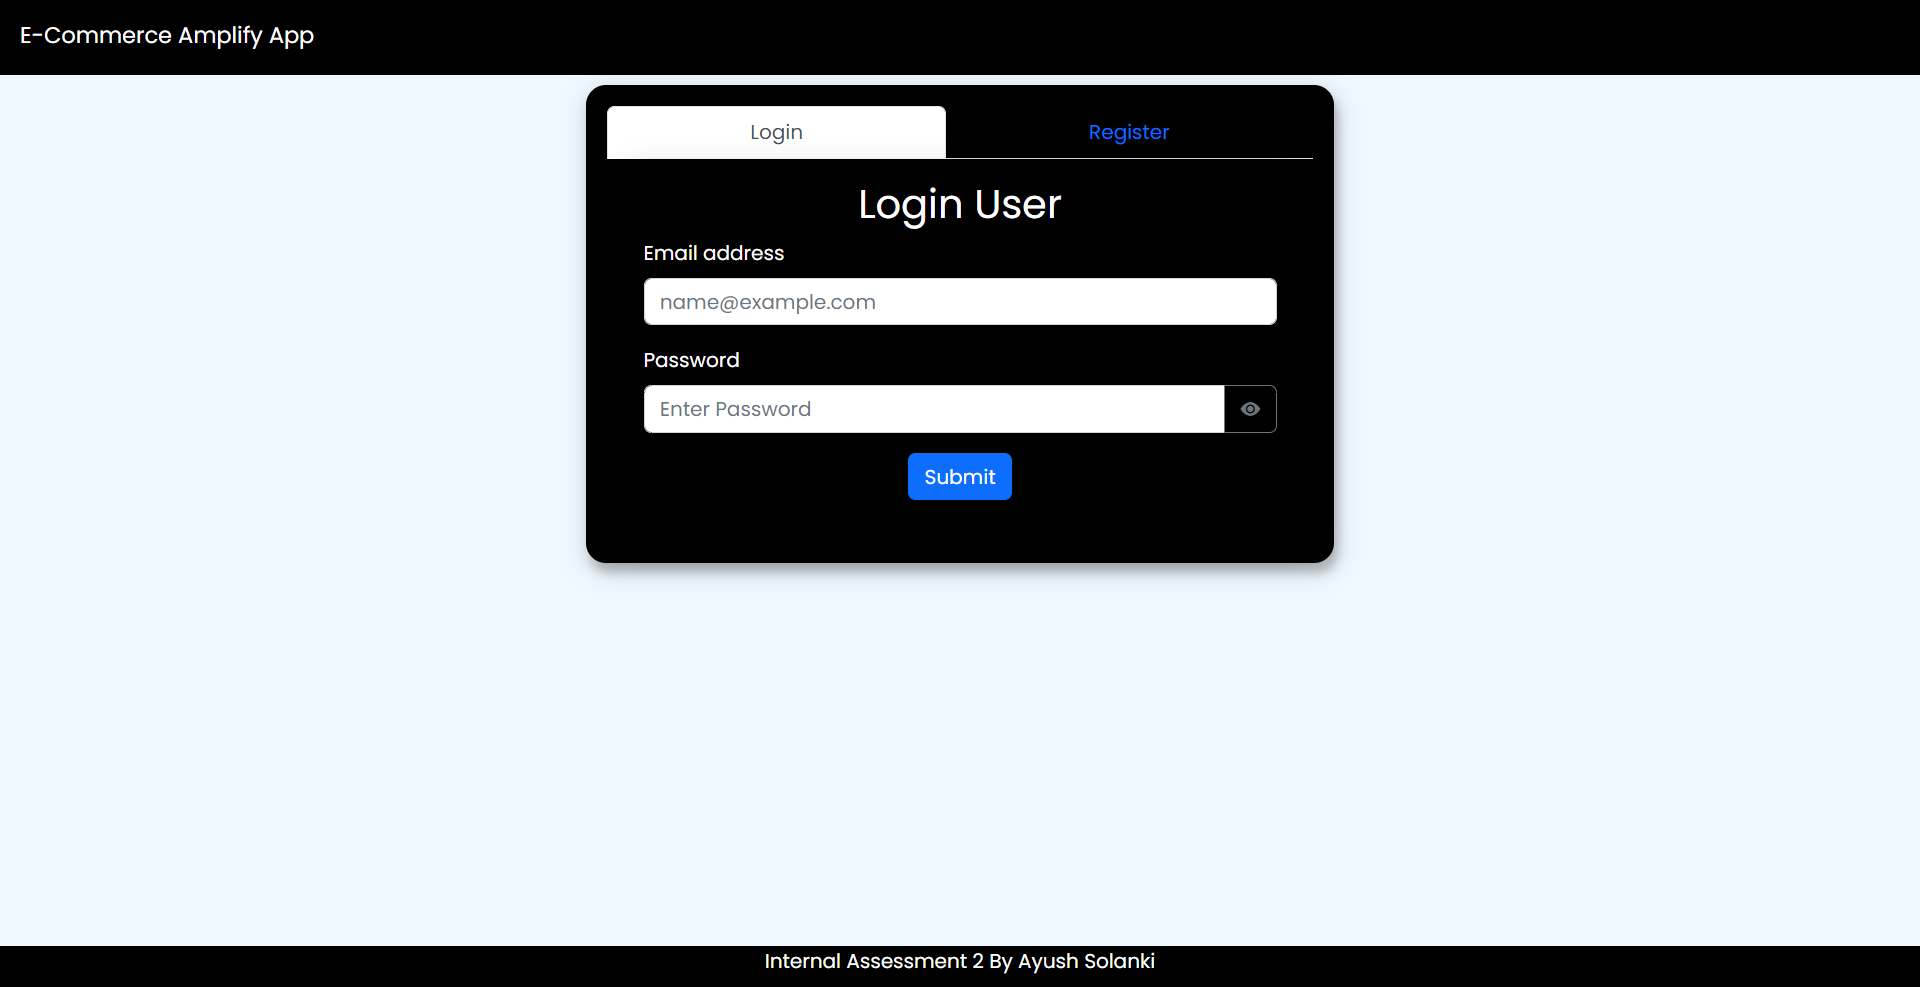 E-Commerce Amplify App
Login
Register
Login User
Email address
name@example.com
Password
Enter Password
Submit
Internal Assessment 2 By Ayush Solanki